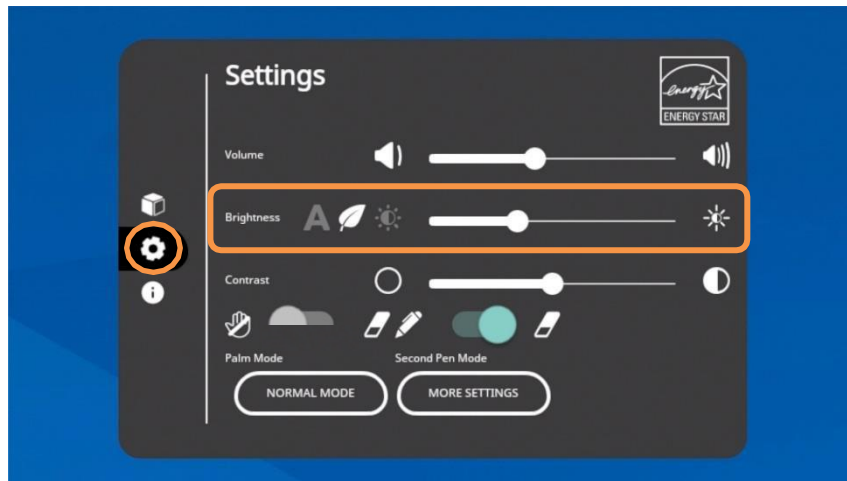 Settings
energy
ENERGY STAR
Volume
Brightness A
Contrast
Palm Mode Second Pen Mode
NORMAL MODE MORE SETTINGS